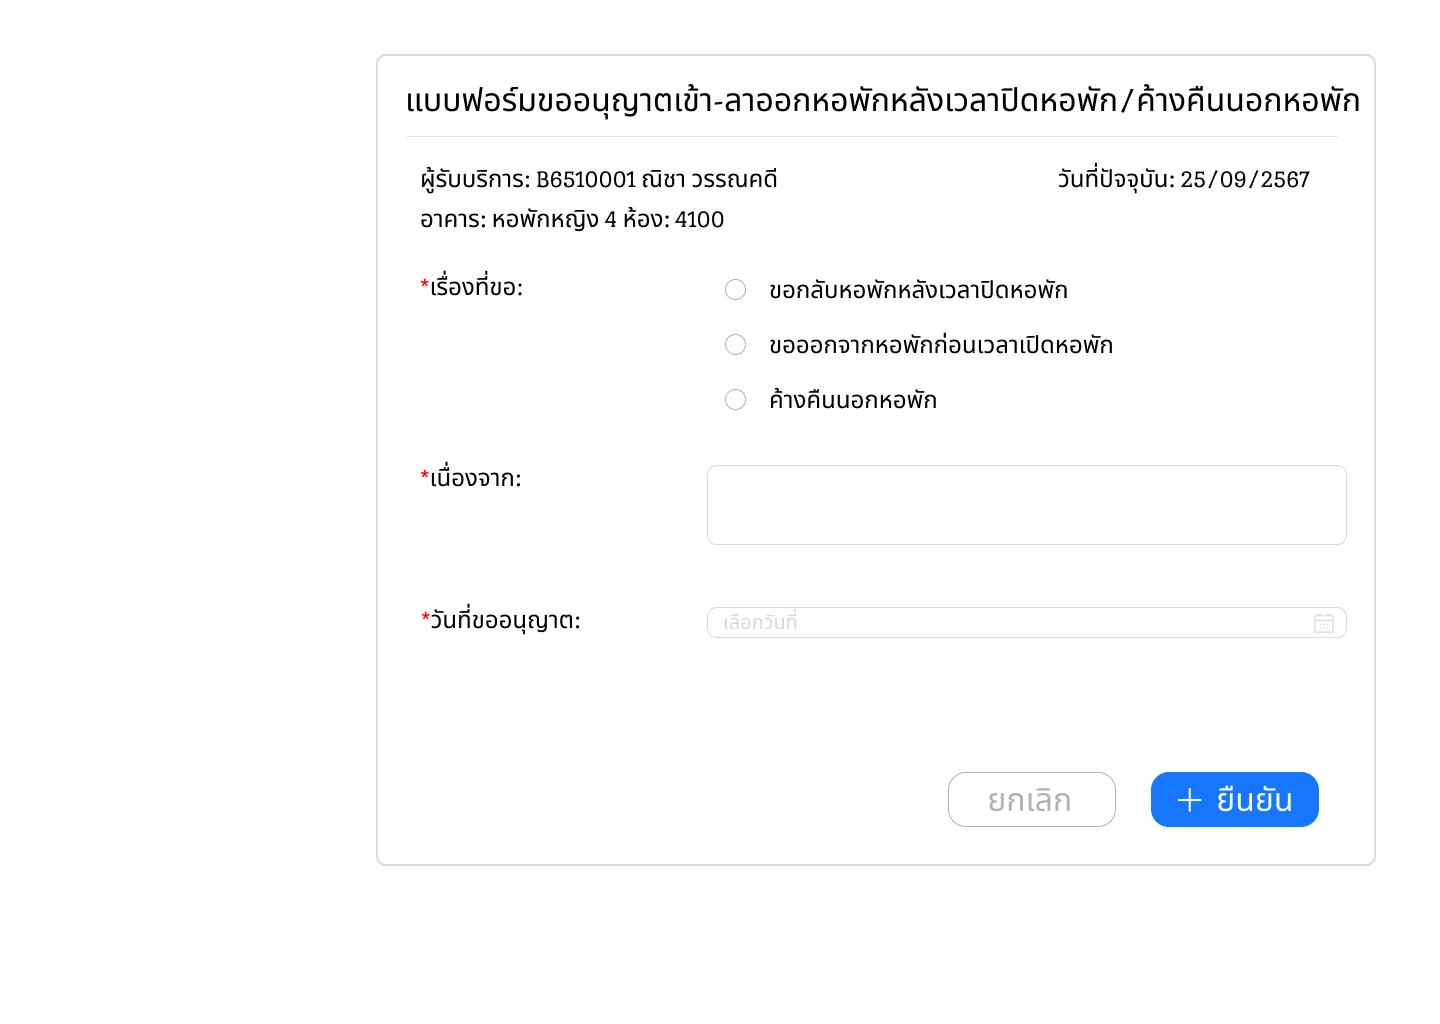 แบบฟอร์มขออนุญาตเข้า-ลาออกหอพักหลังเวลาปิดหอพัก/ค้างคืนนอกหอพัก
ผู้รับบริการ: B6510001 ณิชา วรรณคดี วันที่ปัจจุบัน: 25/09/2567
อาคาร: หอพักหญิง 4 ห้อง: 4100
*เรื่องที่ขอ: ขอกลับหอพักหลังเวลาปิดหอพัก
ขอออกจากหอพักก่อนเวลาเปิดหอพัก
ค้างคืนนอกหอพัก
*เนื่องจาก:
*วันที่ขออนุญาต: เลือกวันที่
ยกเลิก + ยืนยัน